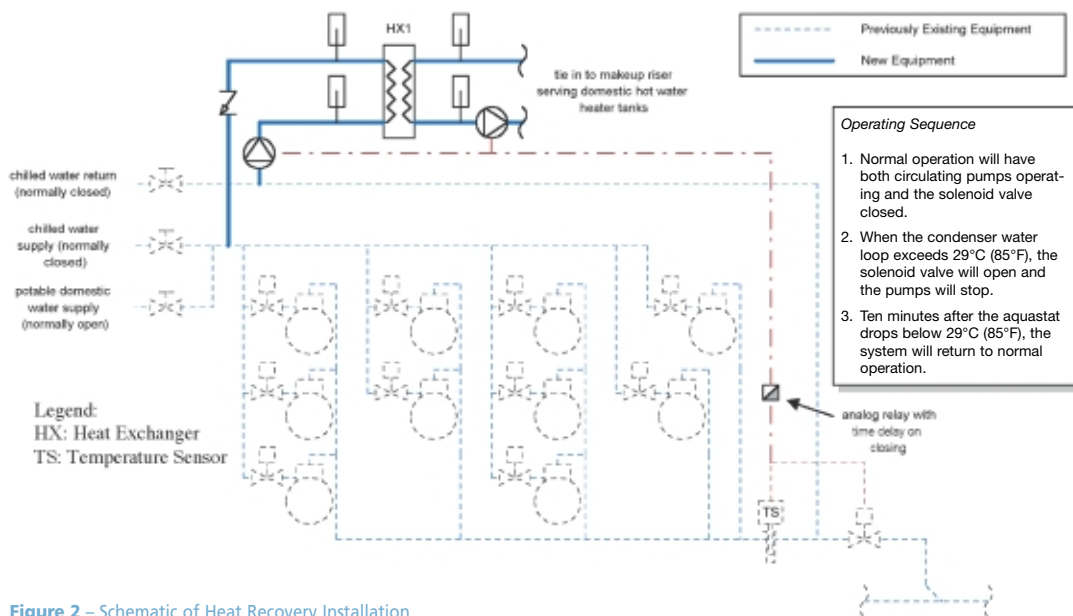 HX1
Previously Existing Equipment
New Equipment
tie in to makeup riser
serving domestic hot water
heater tanks
Operating Sequence
1. Normal operation will have
both circulating pumps operat-
ing and the solenoid valve
closed.
2. When the condenser water
loop exceeds 29°C (85°F), the
solenoid valve will open and
the pumps will stop.
3. Ten minutes after the aquastat
drops below 29°C (85°F), the
system will return to normal
operation.
chilled water return
(normally closed)
chilled water
supply (normally
closed)
potable domestic
water supply
(normally open)
Legend:
HX: Heat Exchanger
TS: Temperature Sensor
analog relay with
time delay on
closing
TS
Figure 2 – Schematic of Heat Recovery Installation